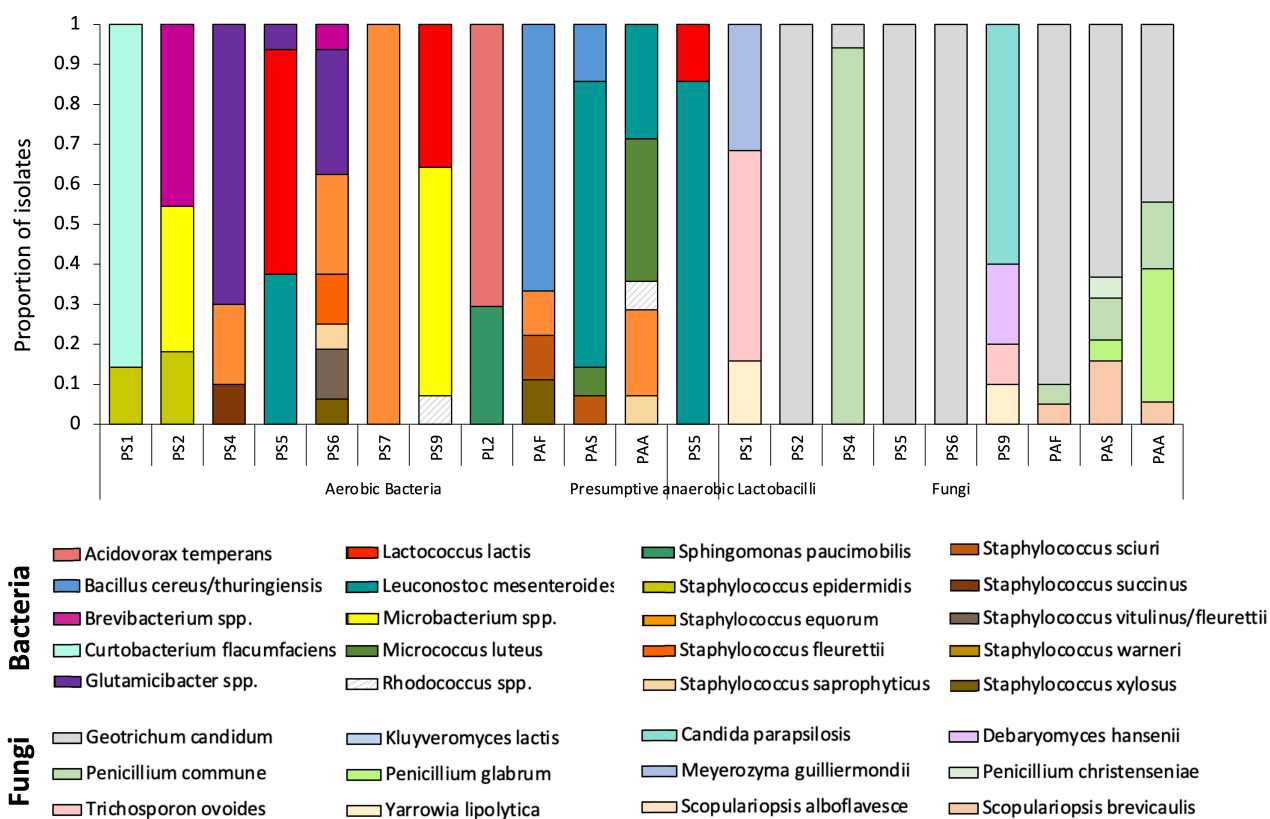 Proportion of isolates
1
0.9
0.8
0.7
0.6
0.5
0.4
0.3
0.2
0.1
0
PS1 PS2 PS4 PS5 PS6 PS7 PS9 PL2 PAF PAS PAA PS5 PS1 PS2 PS4 PS5 PS6 PS9 PAF PAS PAA
Aerobic Bacteria Presumptive anaerobic Lactobacilli Fungi
Bacteria
Acidovorax temperans Lactococcus lactis Sphingomonas paucimobilis Staphylococcus sciuri
Bacillus cereus/thuringiensis Leuconostoc mesenteroides Staphylococcus epidermidis Staphylococcus succinus
Brevibacterium spp. Microbacterium spp. Staphylococcus equorum Staphylococcus vitulinus/fleurettii
Curtobacterium flacumfaciens Micrococcus luteus Staphylococcus fleurettii Staphylococcus warneri
Glutamicibacter spp. Rhodococcus spp. Staphylococcus saprophyticus Staphylococcus xylosus
Fungi
Geotrichum candidum Kluyveromyces lactis Candida parapsilosis Debaryomyces hansenii
Penicillium commune Penicillium glabrum Meyerozyma guilliermondii Penicillium christenseniae
Trichosporon ovoides Yarrowia lipolytica Scopulariopsis alboflavesce Scopulariopsis brevicaulis